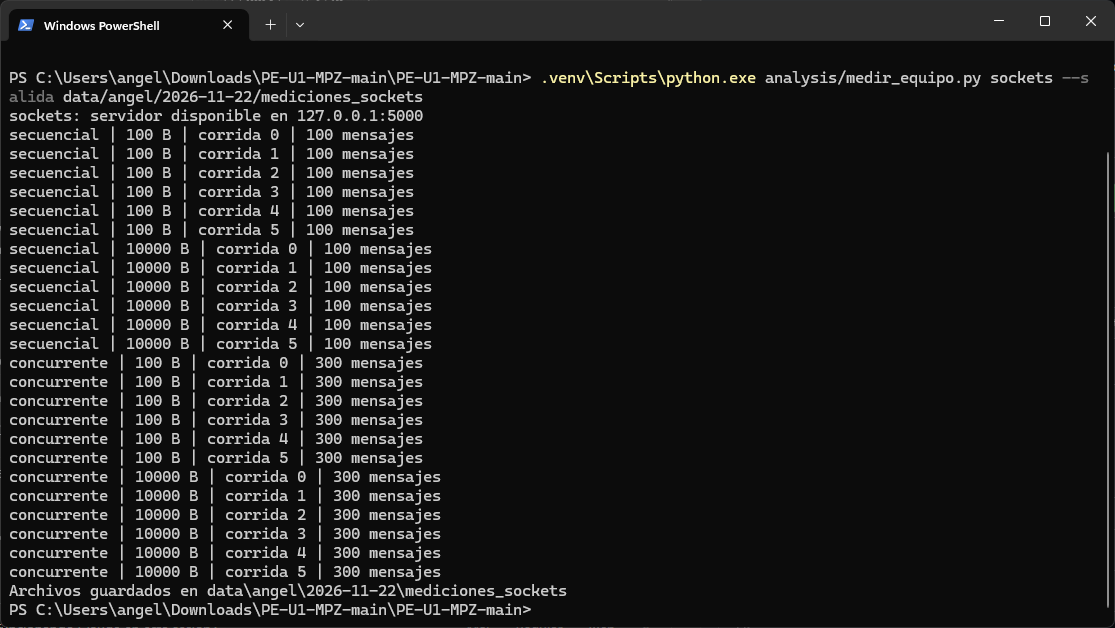 Windows PowerShell
PS C:\Users\angel\Downloads\PE-U1-MPZ-main\PE-U1-MPZ-main> .venv\Scripts\python.exe analysis/medir_equipo.py sockets --s
alida data/angel/2026-11-22/mediciones_sockets
sockets: servidor disponible en 127.0.0.1:5000
secuencial | 100 B | corrida 0 | 100 mensajes
secuencial | 100 B | corrida 1 | 100 mensajes
secuencial | 100 B | corrida 2 | 100 mensajes
secuencial | 100 B | corrida 3 | 100 mensajes
secuencial | 100 B | corrida 4 | 100 mensajes
secuencial | 100 B | corrida 5 | 100 mensajes
secuencial | 10000 B | corrida 0 | 100 mensajes
secuencial | 10000 B | corrida 1 | 100 mensajes
secuencial | 10000 B | corrida 2 | 100 mensajes
secuencial | 10000 B | corrida 3 | 100 mensajes
secuencial | 10000 B | corrida 4 | 100 mensajes
secuencial | 10000 B | corrida 5 | 100 mensajes
concurrente | 100 B | corrida 0 | 300 mensajes
concurrente | 100 B | corrida 1 | 300 mensajes
concurrente | 100 B | corrida 2 | 300 mensajes
concurrente | 100 B | corrida 3 | 300 mensajes
concurrente | 100 B | corrida 4 | 300 mensajes
concurrente | 100 B | corrida 5 | 300 mensajes
concurrente | 10000 B | corrida 0 | 300 mensajes
concurrente | 10000 B | corrida 1 | 300 mensajes
concurrente | 10000 B | corrida 2 | 300 mensajes
concurrente | 10000 B | corrida 3 | 300 mensajes
concurrente | 10000 B | corrida 4 | 300 mensajes
concurrente | 10000 B | corrida 5 | 300 mensajes
Archivos guardados en data\angel\2026-11-22\mediciones_sockets
PS C:\Users\angel\Downloads\PE-U1-MPZ-main\PE-U1-MPZ-main>